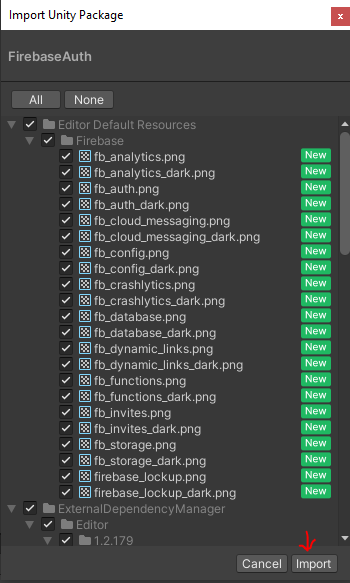 Import Unity Package
x
FirebaseAuth
All None
Editor Default Resources
Firebase
fb_analytics.png New
fb_analytics_dark.png New
fb_auth.png New
fb_auth_dark.png New
fb_cloud_messaging.png New
fb_cloud_messaging_dark.png New
fb_config.png New
fb_config_dark.png New
fb_crashlytics.png New
fb_crashlytics_dark.png New
fb_database.png New
fb_database_dark.png New
fb_dynamic_links.png New
fb_dynamic_links_dark.png New
fb_functions.png New
fb_functions_dark.png New
fb_invites.png New
fb_invites_dark.png New
fb_storage.png New
fb_storage_dark.png New
firebase_lockup.png New
firebase_lockup_dark.png New
ExternalDependencyManager
Editor
1.2.179
Cancel Import